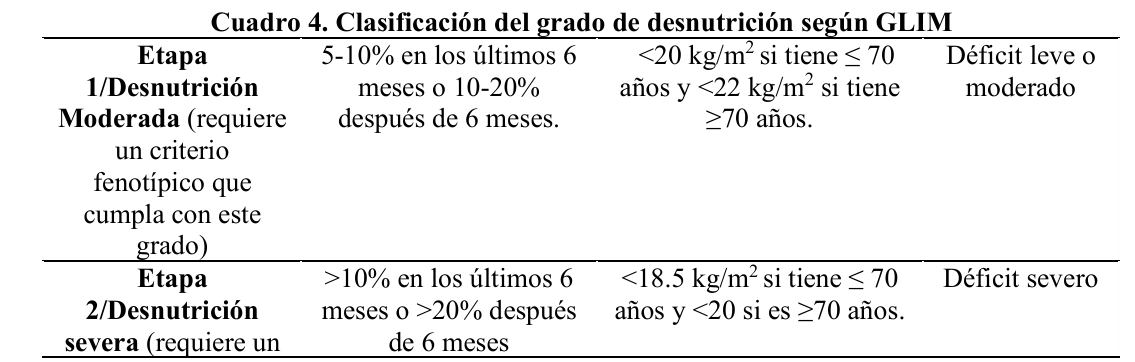 Cuadro 4. Clasificación del grado de desnutrición según GLIM
Etapa
1/Desnutrición
Moderada (requiere
un criterio
fenotípico que
cumpla con este
grado)
5-10% en los últimos 6
meses o 10-20%
después de 6 meses.
<20 kg/m² si tiene ≤ 70
años y <22 kg/m² si tiene
≥70 años.
Déficit leve o
moderado
Etapa
2/Desnutrición
severa (requiere un
>10% en los últimos 6
meses o >20% después
de 6 meses
<18.5 kg/m² si tiene ≤ 70
años y <20 si es ≥70 años.
Déficit severo